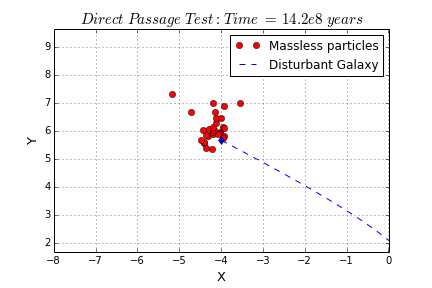 Direct Passage Test: Time = 14.2e8 years
Massless particles
Disturbant Galaxy
Y
9
8
7
6
5
4
3
2
−8 −7 −6 −5 −4 −3 −2 −1 0
X